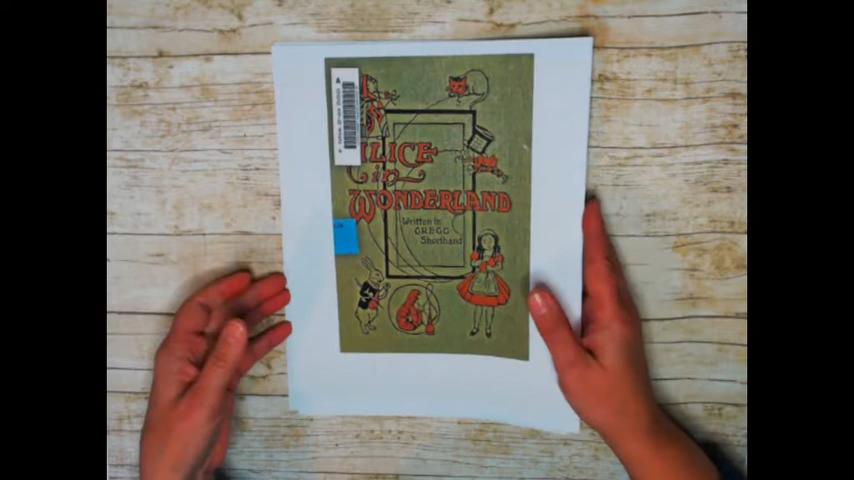 ALICE
in
WONDERLAND
Written in
GREGG
Shorthand